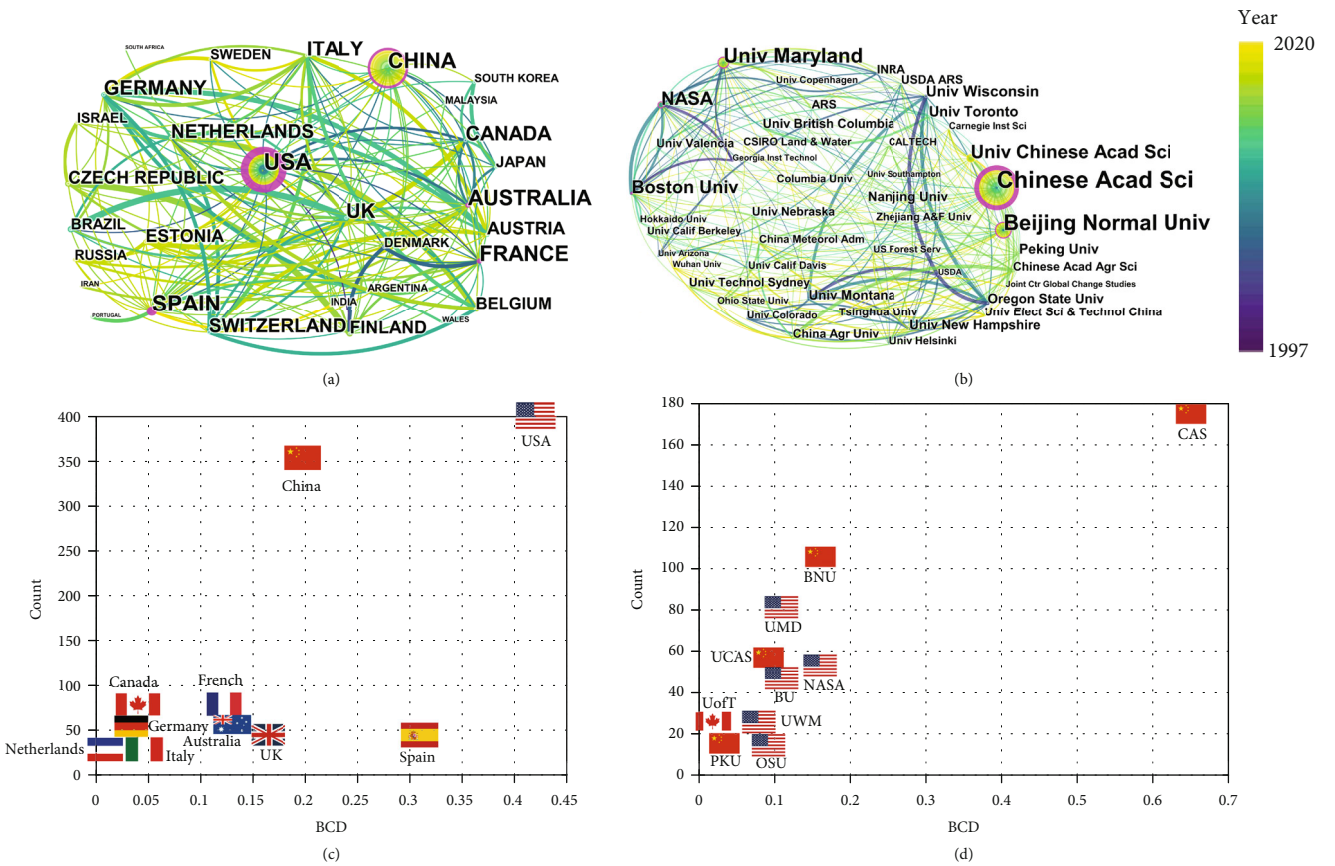 Year
2020
1997
SOUTH AFRICA
SWEDEN
ITALY
CHINA
SOUTH KOREA
GERMANY
MALAYSIA
ISRAEL
NETHERLANDS
CANADA
USA
JAPAN
CZECH REPUBLIC
AUSTRALIA
UK
BRAZIL
ESTONIA
AUSTRIA
DENMARK
RUSSIA
FRANCE
IRAN
ARGENTINA
INDIA
SPAIN
BELGIUM
PORTUGAL
SWITZERLAND
FINLAND
WALES
(a)
Univ Maryland
INRA
Univ Copenhagen
USDA ARS
Univ Wisconsin
NASA
ARS
Univ Toronto
Univ British Columbia
Carnegie Inst Sci
Univ Valencia
CSIRO Land & Water
CALTECH
Univ Chinese Acad Sci
Georgia Inst Technol
Columbia Univ
Univ Southampton
Chinese Acad Sci
Boston Univ
Nanjing Univ
Hokkaido Univ
Univ Nebraska
Zhejiang A&F Univ
Beijing Normal Univ
Univ Calif Berkeley
China Meteorol Adm
US Forest Serv
Peking Univ
Univ Arizona
Wuhan Univ
Univ Calif Davis
USDA
Chinese Acad Agr Sci
Univ Technol Sydney
Joint Ctr Global Change Studies
Ohio State Univ
Univ Montana
Oregon State Univ
Univ Colorado
Tsinghua Univ
Univ Elect Sci & Technol China
China Agr Univ
Univ New Hampshire
Univ Helsinki
(b)
400
350
300
250
200
150
100
50
0
Count
USA
China
Canada
French
Germany
Australia
UK
Spain
Netherlands
Italy
0
0.05
0.1
0.15
0.2
0.25
0.3
0.35
0.4
0.45
BCD
(c)
180
160
140
120
100
80
60
40
20
0
Count
CAS
BNU
UMD
UCAS
NASA
BU
UofT
UWM
PKU
OSU
0
0.1
0.2
0.3
0.4
0.5
0.6
0.7
BCD
(d)